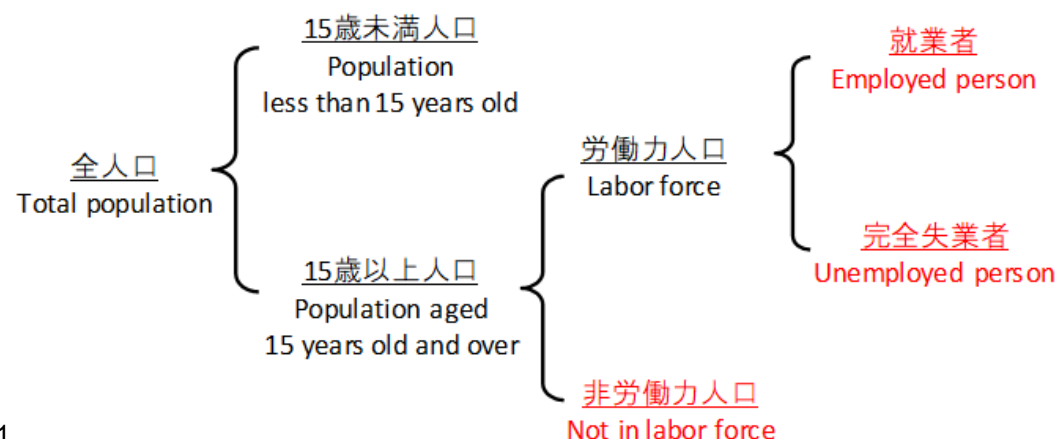 全人口
Total population
15歳未満人口
Population
less than 15 years old
15歳以上人口
Population aged
15 years old and over
労働力人口
Labor force
非労働力人口
Not in labor force
就業者
Employed person
完全失業者
Unemployed person
1